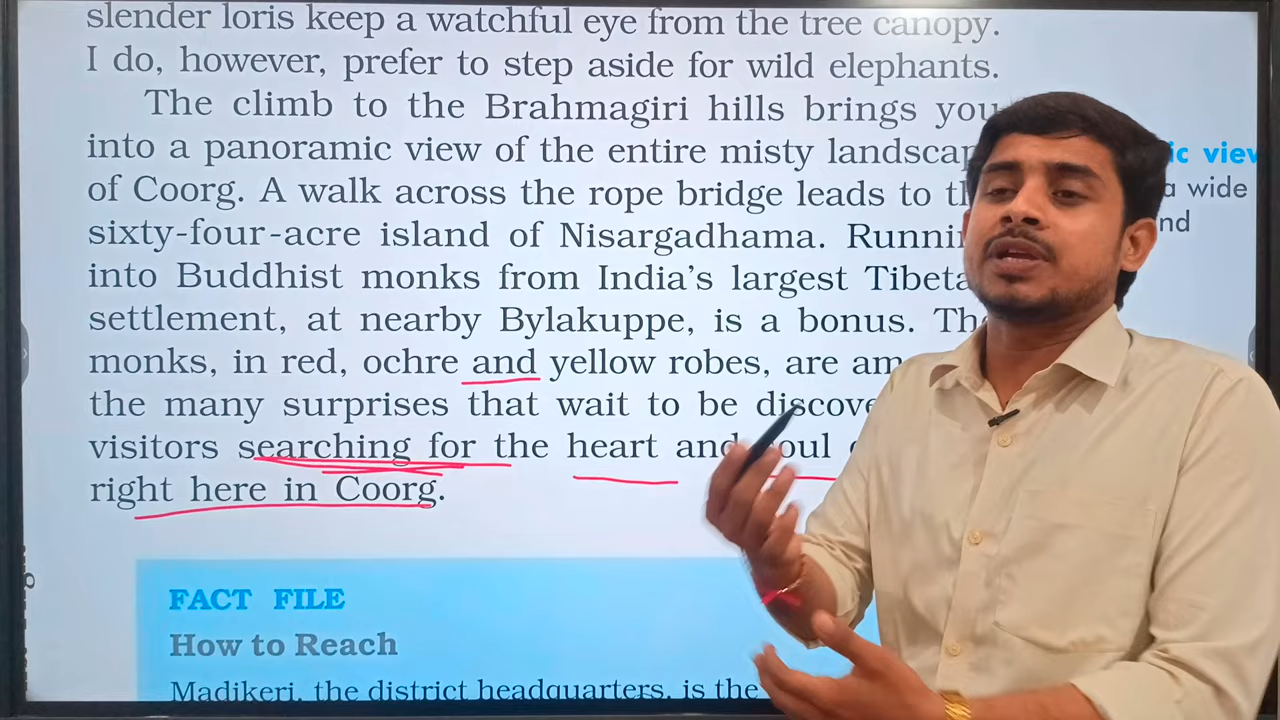 slender loris keep a watchful eye from the tree canopy.
I do, however, prefer to step aside for wild elephants.
The climb to the Brahmagiri hills brings you
into a panoramic view of the entire misty landscap
of Coorg. A walk across the rope bridge leads to th
sixty-four-acre island of Nisargadhama. Runnin
into Buddhist monks from India's largest Tibeta
settlement, at nearby Bylakuppe, is a bonus. The
monks, in red, ochre and yellow robes, are am
the many surprises that wait to be discove
visitors searching for the heart and soul
right here in Coorg.
ic view
a wide
nd
FACT FILE
How to Reach
Madikeri, the district headquarters, is the